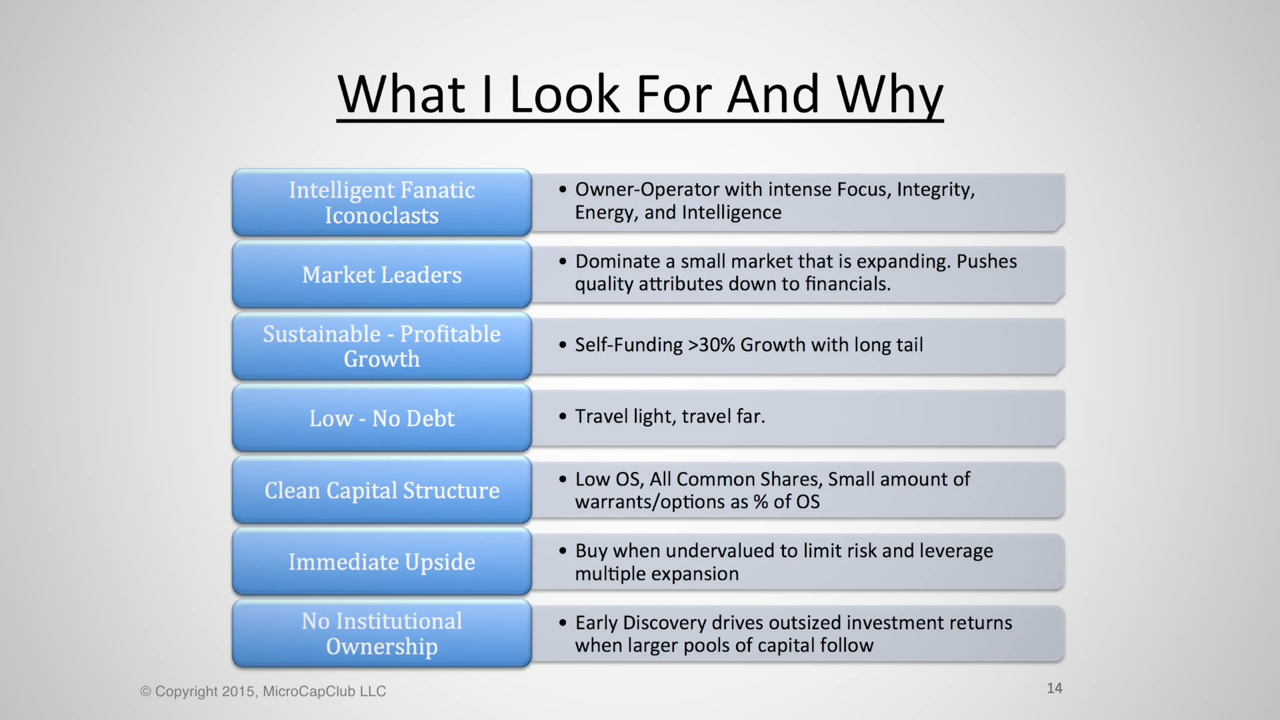 What I Look For And Why
Intelligent Fanatic
Iconoclasts
• Owner-Operator with intense Focus, Integrity,
Energy, and Intelligence
Market Leaders
• Dominate a small market that is expanding. Pushes
quality attributes down to financials.
Sustainable - Profitable
Growth
• Self-Funding >30% Growth with long tail
Low - No Debt
• Travel light, travel far.
Clean Capital Structure
• Low OS, All Common Shares, Small amount of
warrants/options as % of OS
Immediate Upside
• Buy when undervalued to limit risk and leverage
multiple expansion
No Institutional
Ownership
• Early Discovery drives outsized investment returns
when larger pools of capital follow
© Copyright 2015, MicroCapClub LLC
14